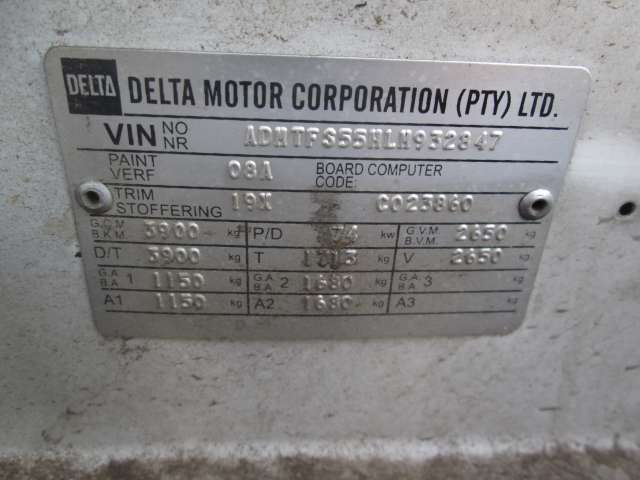 DELTA DELTA MOTOR CORPORATION (PTY) LTD.
VIN NO NR ADMTFS55HLM932847
PAINT VERF 08A BOARD COMPUTER CODE:
TRIM STOFFERING 19X C023860
G.C.M B.K.M 3900 kg P/D 74 kw G.V.M B.V.M. 2650 kg
D/T 3900 kg T 1715 kg V 2650 kg
G.A B.A 1 1150 kg G.A B.A 2 1680 kg G.A B.A 3 kg
A1 1150 kg A2 1680 kg A3 kg